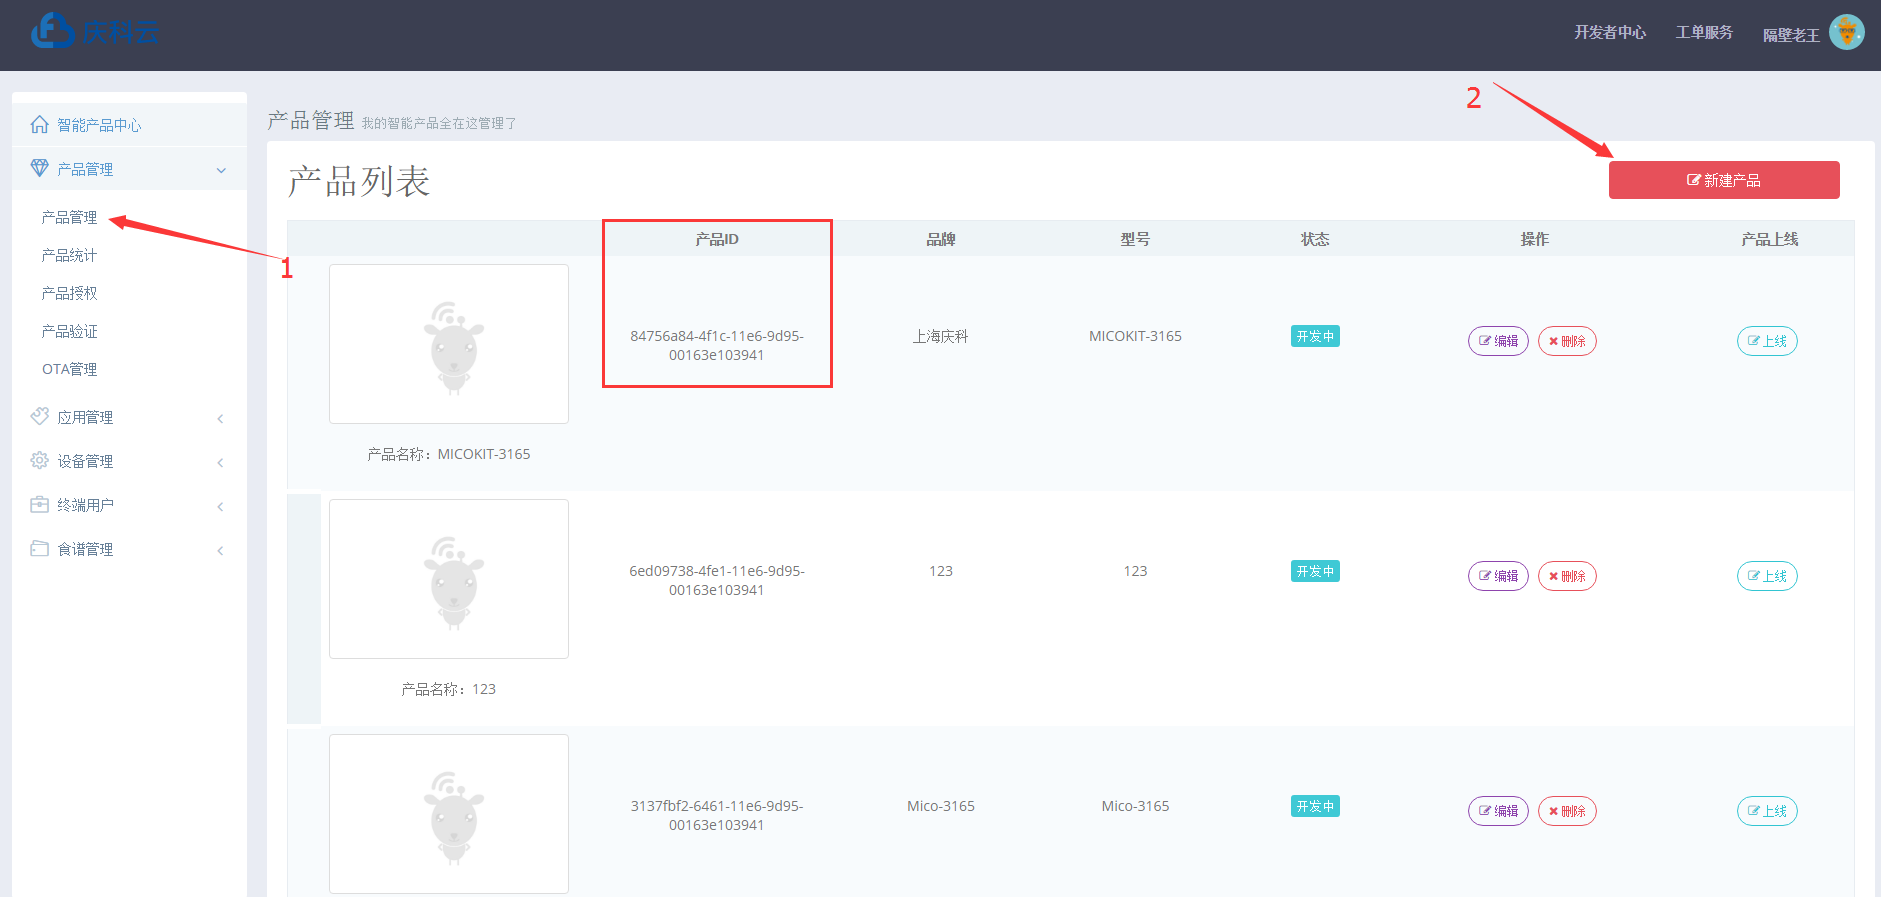 庆科云
开发者中心
工单服务
隔壁老王
智能产品中心
产品管理
产品管理
产品统计
产品授权
产品验证
OTA管理
应用管理
设备管理
终端用户
食谱管理
1
2
产品管理 我的智能产品全在这管理了
产品列表
新建产品
产品ID 品牌 型号 状态 操作 产品上线
84756a84-4f1c-11e6-9d95-
00163e103941
上海庆科
MICOKIT-3165
开发中
编辑
删除
上线
产品名称：MICOKIT-3165
6ed09738-4fe1-11e6-9d95-
00163e103941
123
123
开发中
编辑
删除
上线
产品名称：123
3137fbf2-6461-11e6-9d95-
00163e103941
Mico-3165
Mico-3165
开发中
编辑
删除
上线